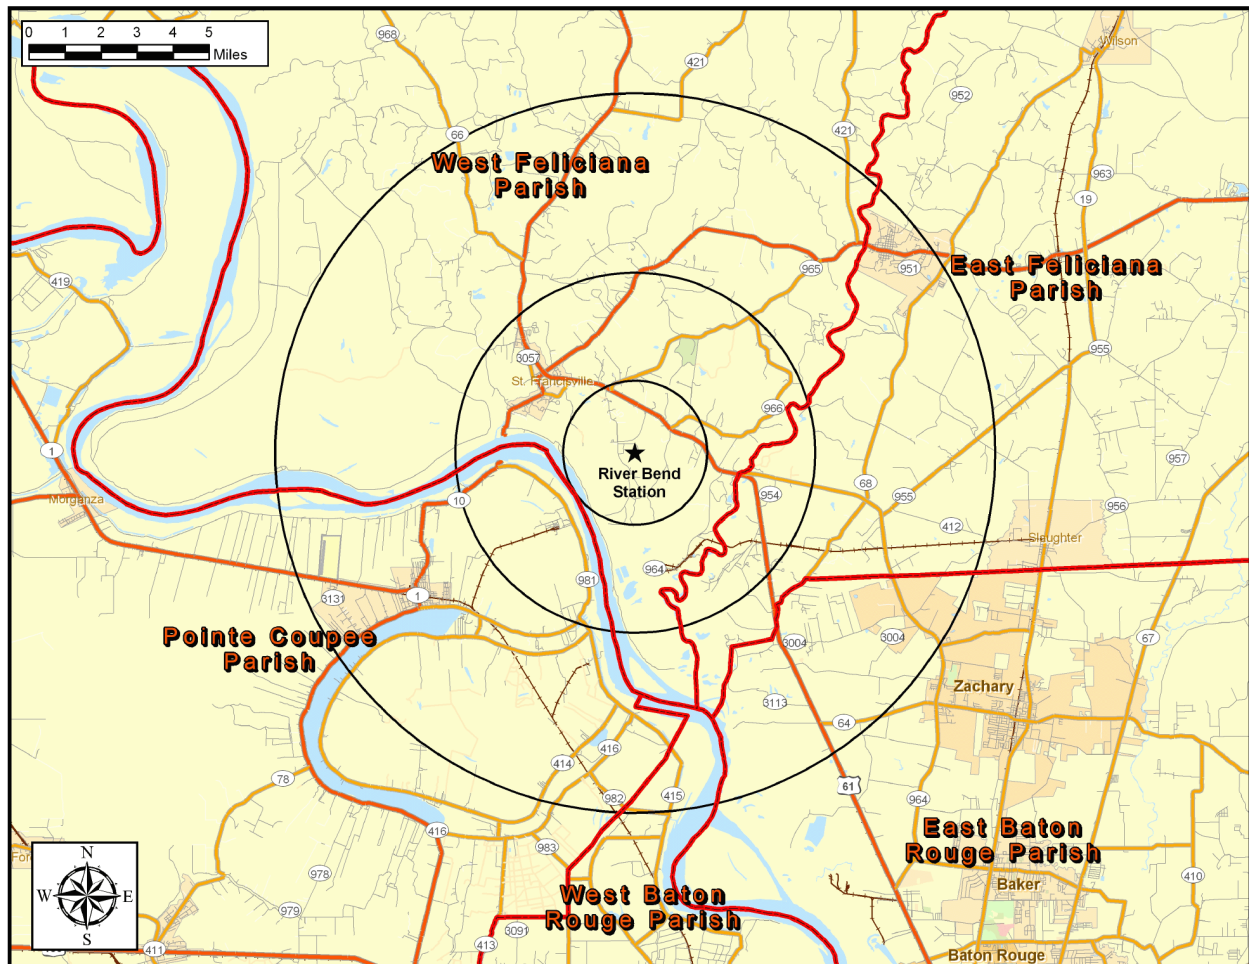 0 1 2 3 4 5
Miles
968
421
Wilson
952
66
421
West Feliciana
Parish
963
19
965
951
East Feliciana
Parish
419
3057
955
St. Francisville
966
1
River Bend
Station
957
Morganza
10
68
954
955
956
412
Slaughter
964
981
3131
1
Pointe Coupee
Parish
3004
3004
67
Zachary
3113
64
416
414
78
982
415
61
964
416
East Baton
Rouge Parish
983
978
410
Baker
West Baton
Rouge Parish
979
3091
413
411
Baton Rouge
N
W E
S